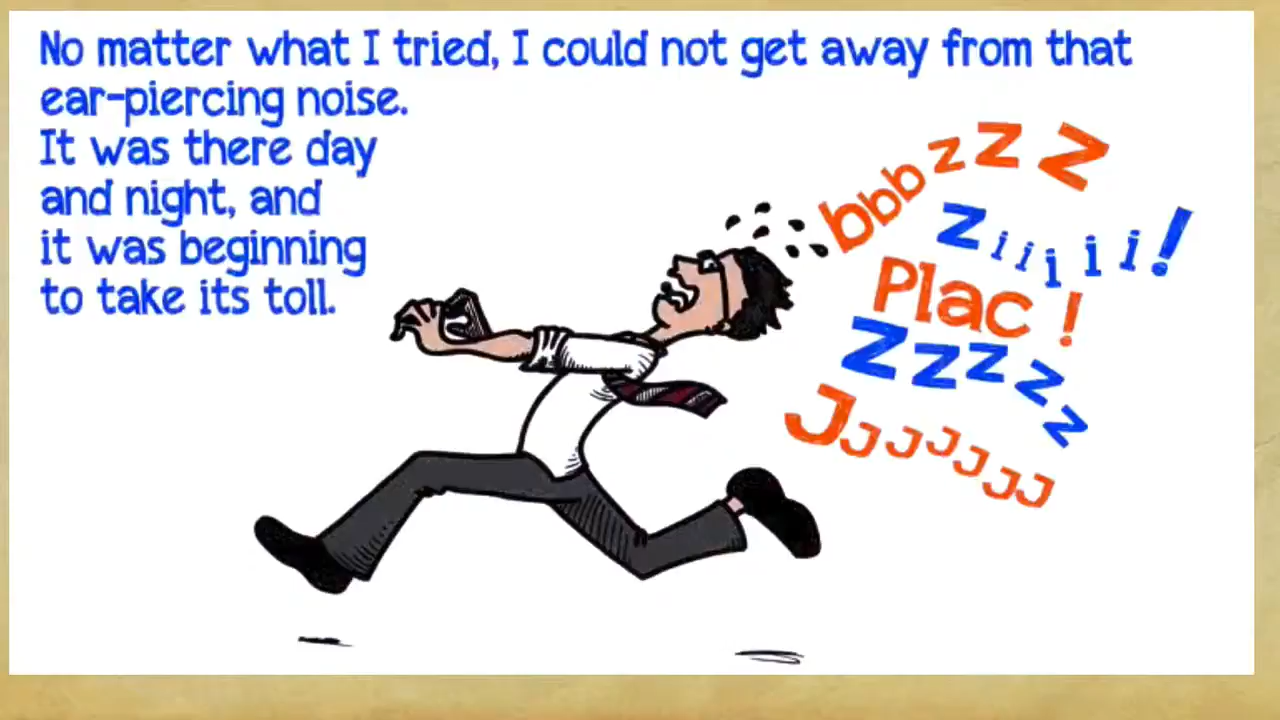 No matter what I tried, I could not get away from that
ear-piercing noise.
It was there day
and night, and
it was beginning
to take its toll.
bbbzzz
Ziiiii!
Plac!
Zzzzz
JJJJJJJ